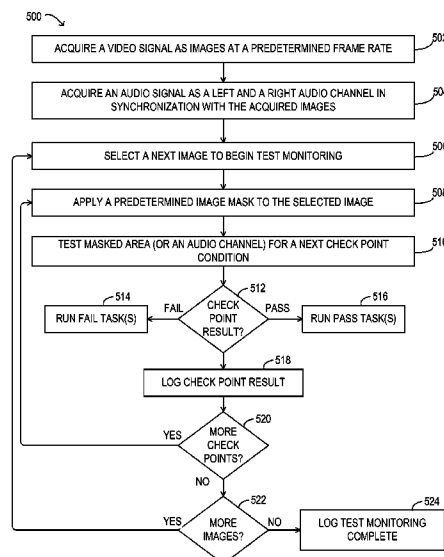 500
ACQUIRE A VIDEO SIGNAL AS IMAGES AT A PREDETERMINED FRAME RATE
502
ACQUIRE AN AUDIO SIGNAL AS A LEFT AND A RIGHT AUDIO CHANNEL IN
SYNCHRONIZATION WITH THE ACQUIRED IMAGES
SELECT A NEXT IMAGE TO BEGIN TEST MONITORING
APPLY A PREDETERMINED IMAGE MASK TO THE SELECTED IMAGE
TEST MASKED AREA (OR AN AUDIO CHANNEL) FOR A NEXT CHECK POINT
CONDITION
510
512
514
516
FAIL
CHECK
POINT
RESULT?
PASS
RUN FAIL TASK(S)
RUN PASS TASK(S)
518
LOG CHECK POINT RESULT
520
YES
MORE
CHECK
POINTS?
NO
522
524
YES
MORE
IMAGES?
NO
LOG TEST MONITORING
COMPLETE